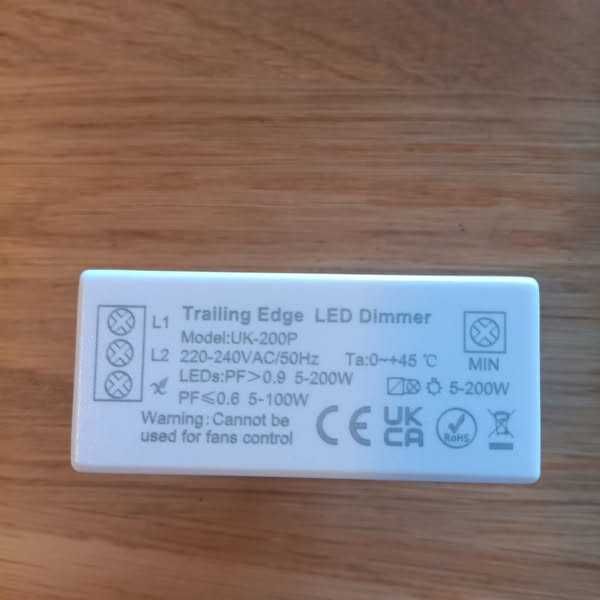 Trailing Edge LED Dimmer
L1
Model:UK-200P
L2
220-240VAC/50Hz Ta:0~+45 ℃
MIN
LEDs:PF>0.9 5-200W
5-200W
PF≤0.6 5-100W
Warning:Cannot be
used for fans control
CE
UK
CA
RoHS